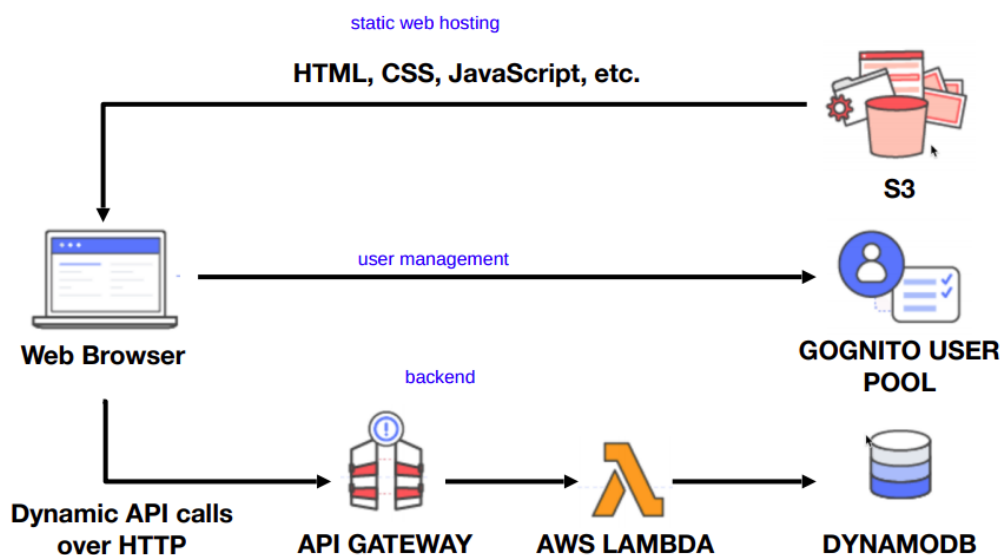 static web hosting
HTML, CSS, JavaScript, etc.
S3
user management
Web Browser
GOGNITO USER
POOL
backend
Dynamic API calls
over HTTP
API GATEWAY
AWS LAMBDA
DYNAMODB